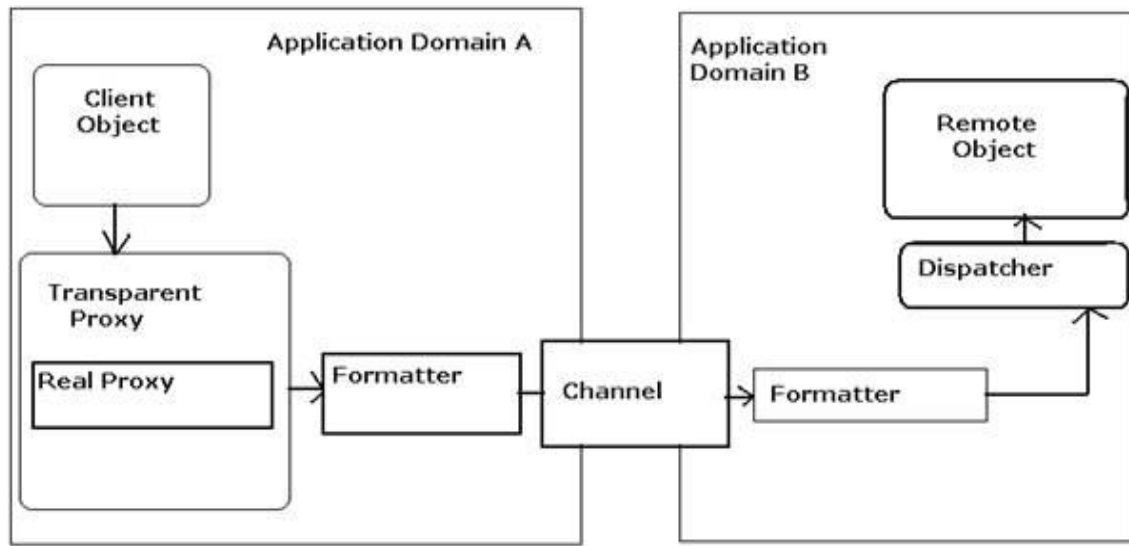 Application Domain A
Client
Object
Transparent
Proxy
Real Proxy
Formatter
Channel
Application
Domain B
Remote
Object
Dispatcher
Formatter